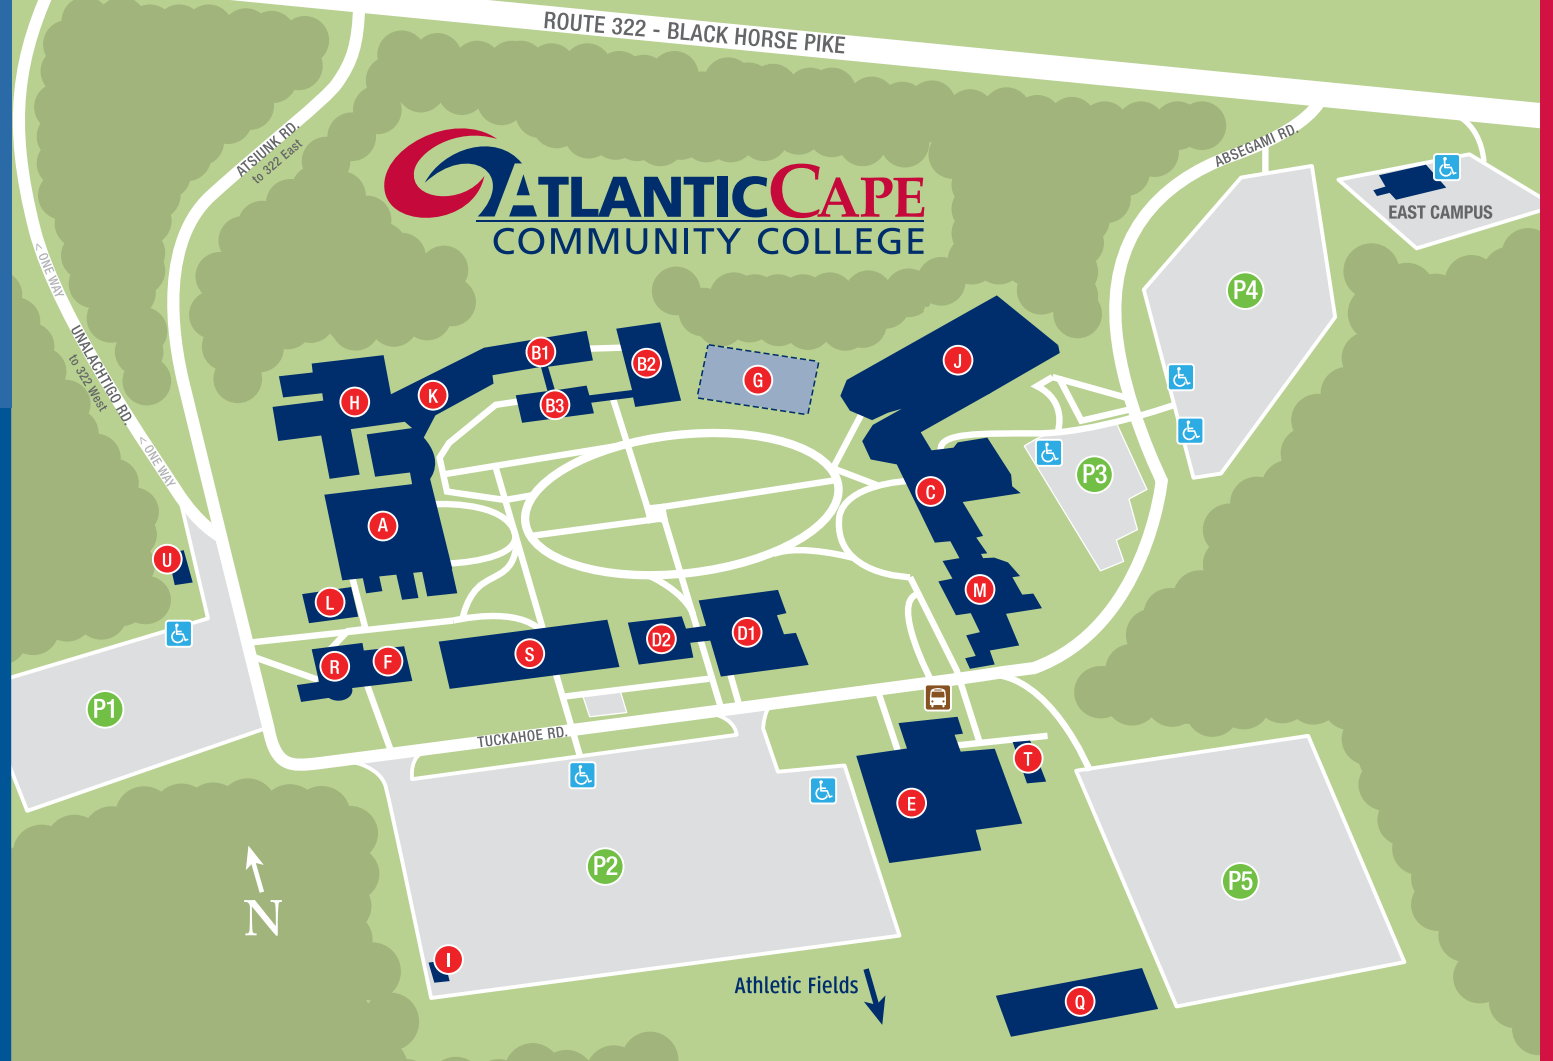 ROUTE 322 - BLACK HORSE PIKE
ATSIUNK RD.
to 322 East
ABSEGAMI RD.
ATLANTIC CAPE
COMMUNITY COLLEGE
EAST CAMPUS
< ONE WAY
P4
UNALACHTIGO RD.
to 322 West
< ONE WAY
B1
B2
J
G
H
K
B3
P3
C
A
U
M
L
D1
D2
S
R
F
P1
TUCKAHOE RD.
T
E
P2
P5
N
I
Athletic Fields
Q